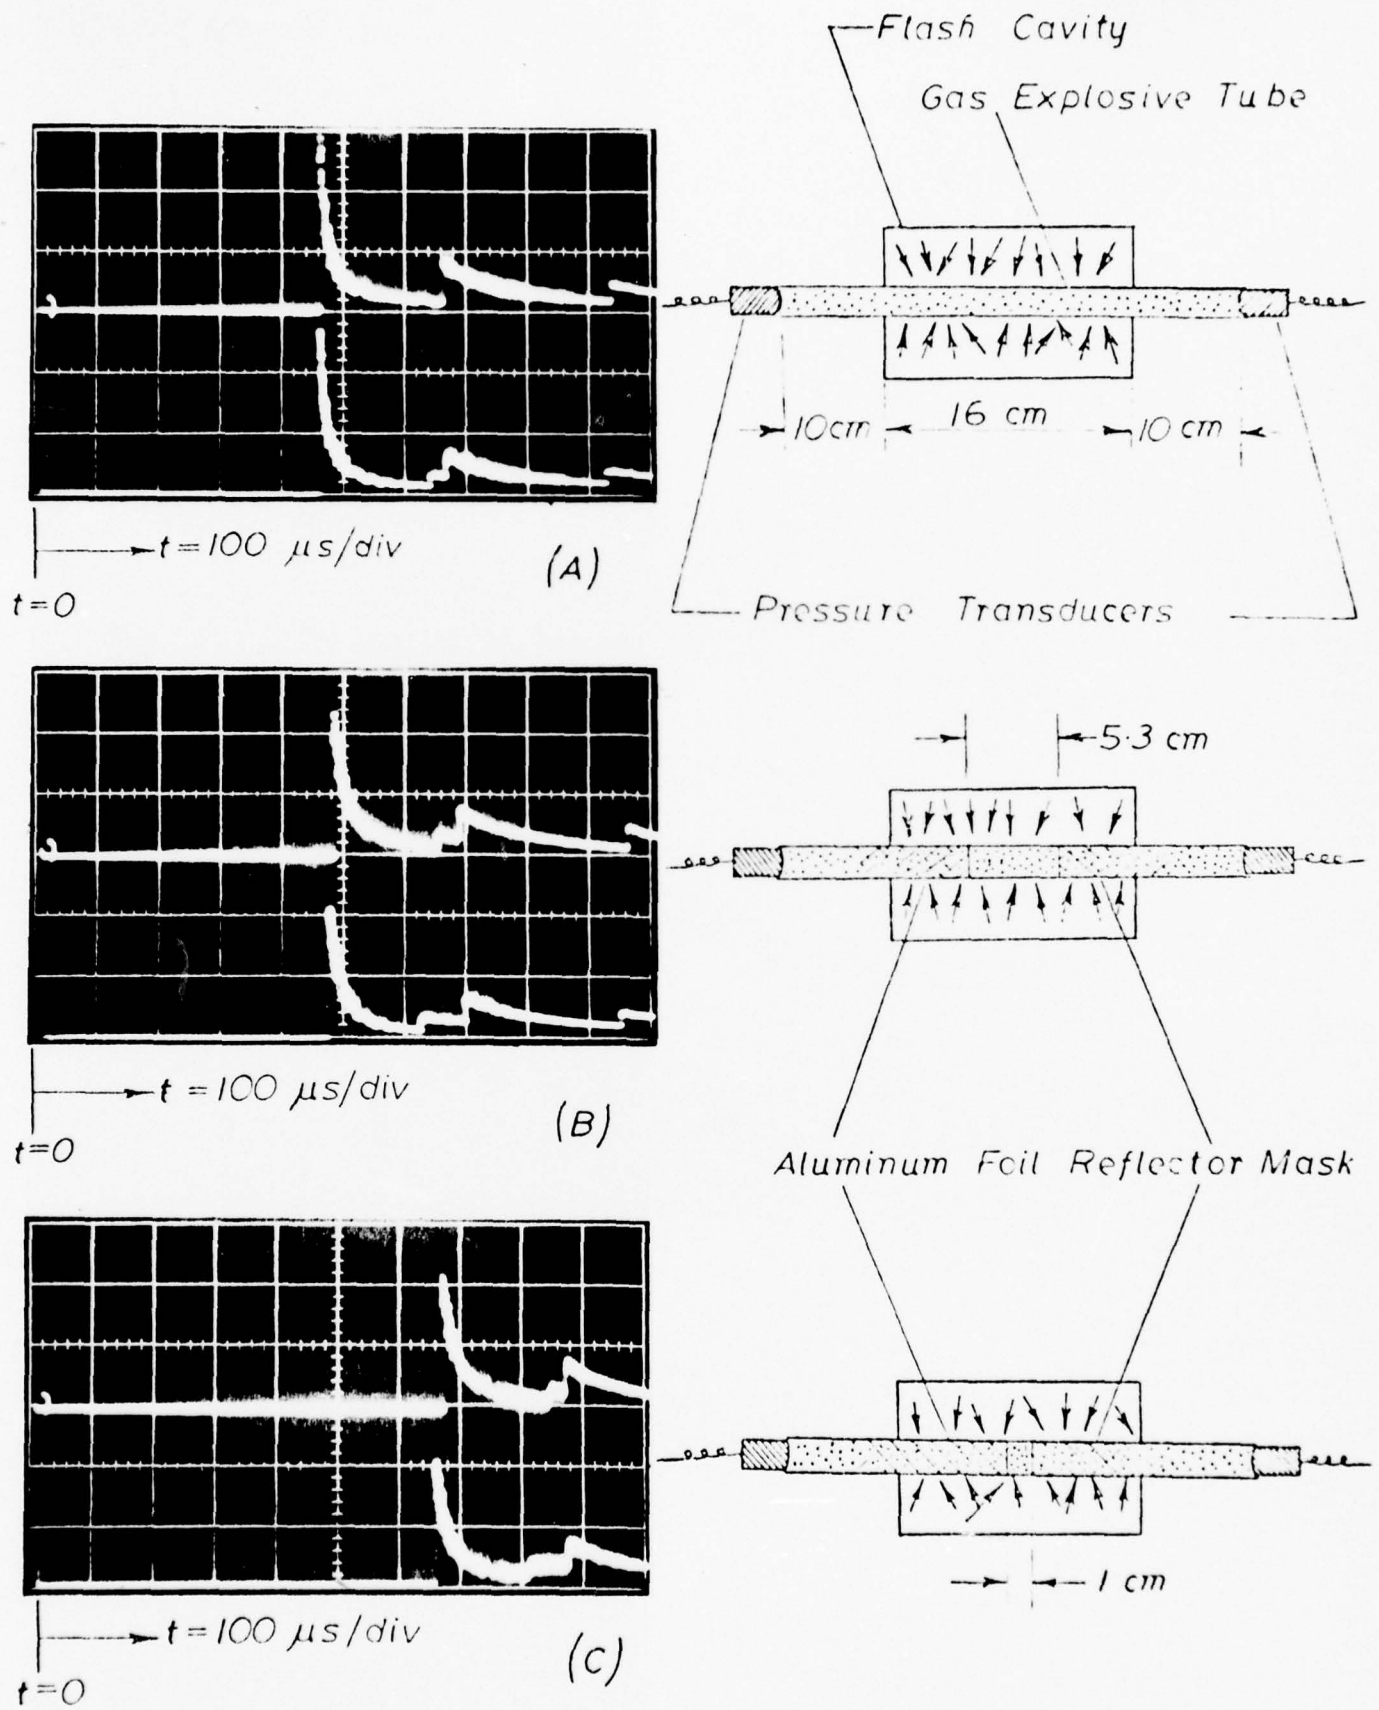 Flash Cavity
Gas Explosive Tube
10cm
16 cm
10 cm
t=100 μs/div
(A)
t=0
Pressure Transducers
5.3 cm
t=100 μs/div
(B)
t=0
Aluminum Foil Reflector Mask
1 cm
t=100 μs/div
(C)
t=0